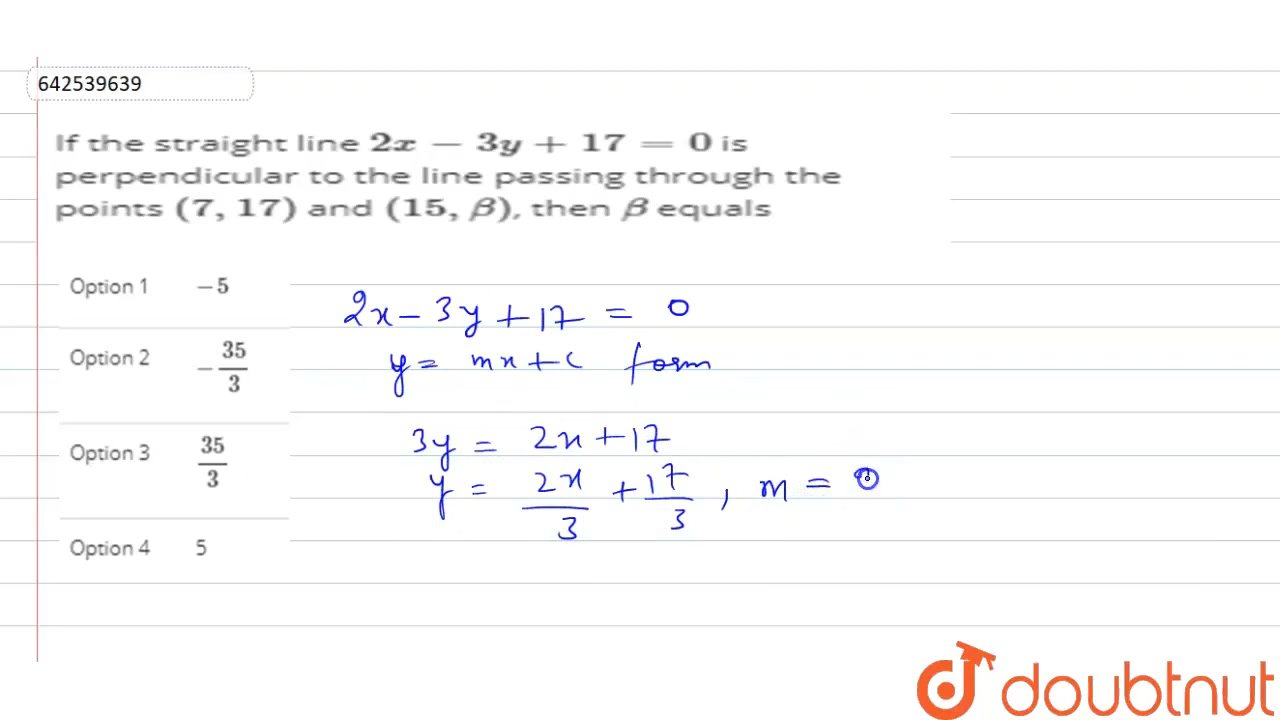 642539639
If the straight line 2x − 3y + 17 = 0 is
perpendicular to the line passing through the
points (7, 17) and (15, β), then β equals
Option 1 −5
Option 2 −35/3
Option 3 35/3
Option 4 5
2x − 3y + 17 = 0
y = mx + c form
3y = 2x + 17
y = 2x/3 + 17/3 , m =
doubtnut